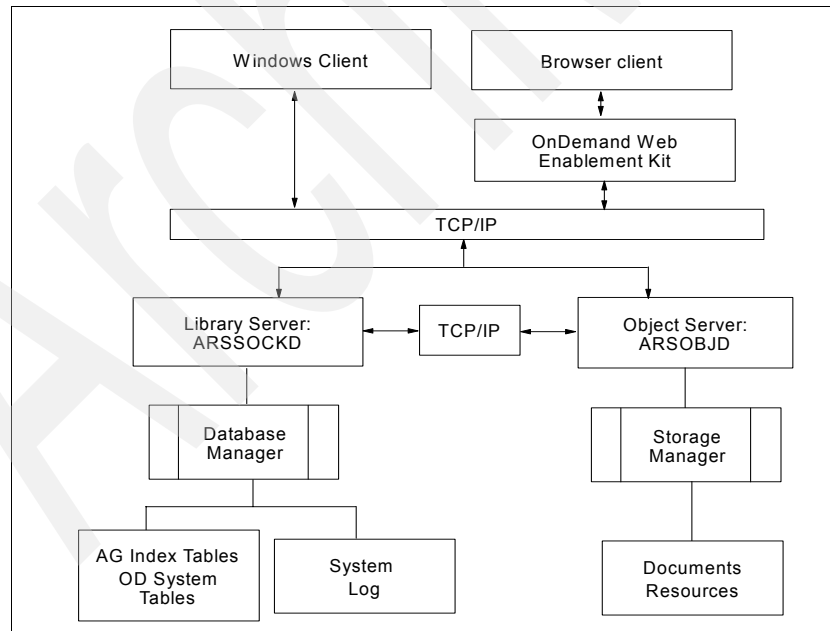 Windows Client
Browser client
OnDemand Web
Enablement Kit
TCP/IP
Library Server:
ARSSOCKD
TCP/IP
Object Server:
ARSOBJD
Database
Manager
Storage
Manager
AG Index Tables
OD System
Tables
System
Log
Documents
Resources